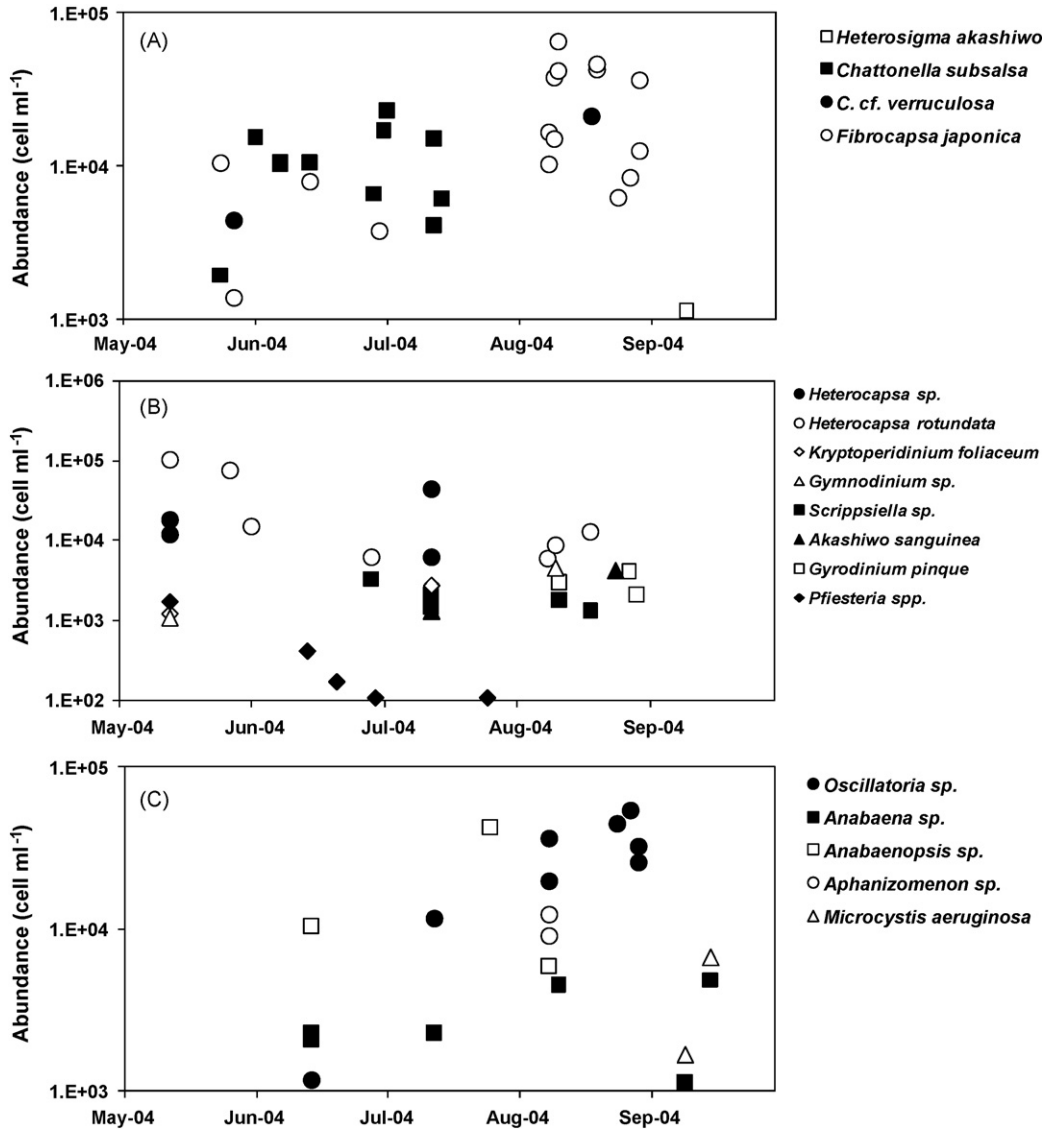 (A)
Abundance (cell ml⁻¹)
1.E+05
1.E+04
1.E+03
May-04 Jun-04 Jul-04 Aug-04 Sep-04
Heterosigma akashiwo
Chattonella subsalsa
C. cf. verruculosa
Fibrocapsa japonica
(B)
Abundance (cell ml⁻¹)
1.E+06
1.E+05
1.E+04
1.E+03
1.E+02
May-04 Jun-04 Jul-04 Aug-04 Sep-04
Heterocapsa sp.
Heterocapsa rotundata
Kryptoperidinium foliaceum
Gymnodinium sp.
Scrippsiella sp.
Akashiwo sanguinea
Gyrodinium pinque
Pfiesteria spp.
(C)
Abundance (cell ml⁻¹)
1.E+05
1.E+04
1.E+03
May-04 Jun-04 Jul-04 Aug-04 Sep-04
Oscillatoria sp.
Anabaena sp.
Anabaenopsis sp.
Aphanizomenon sp.
Microcystis aeruginosa